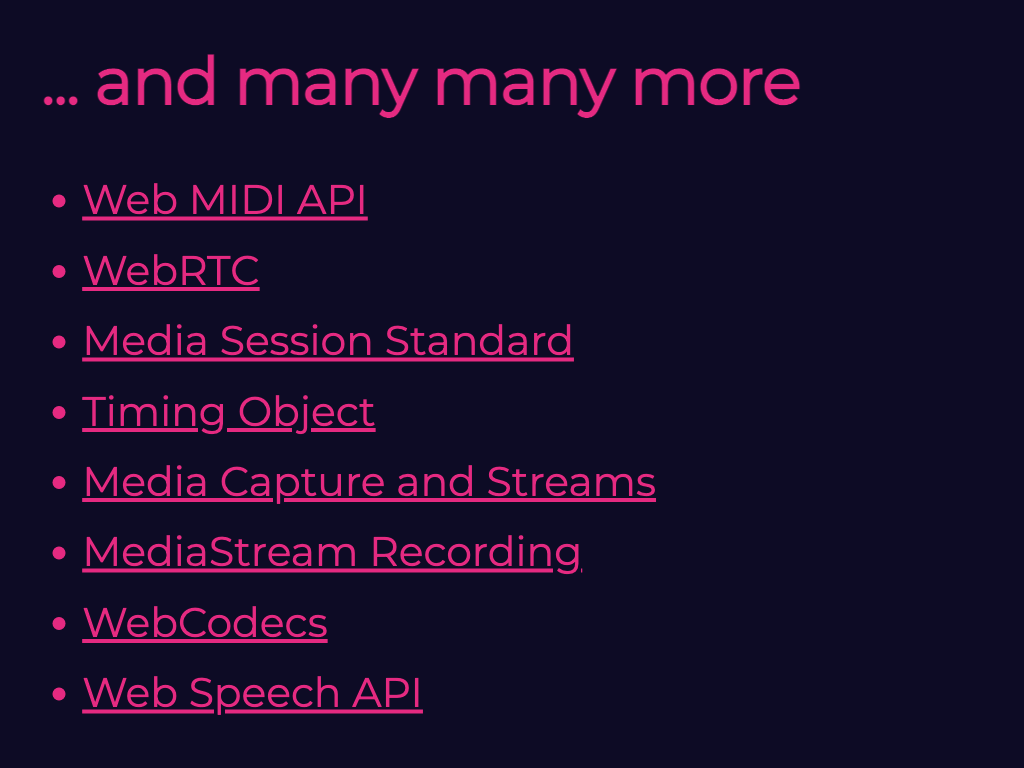 ... and many many more
• Web MIDI API
• WebRTC
• Media Session Standard
• Timing Object
• Media Capture and Streams
• MediaStream Recording
• WebCodecs
• Web Speech API